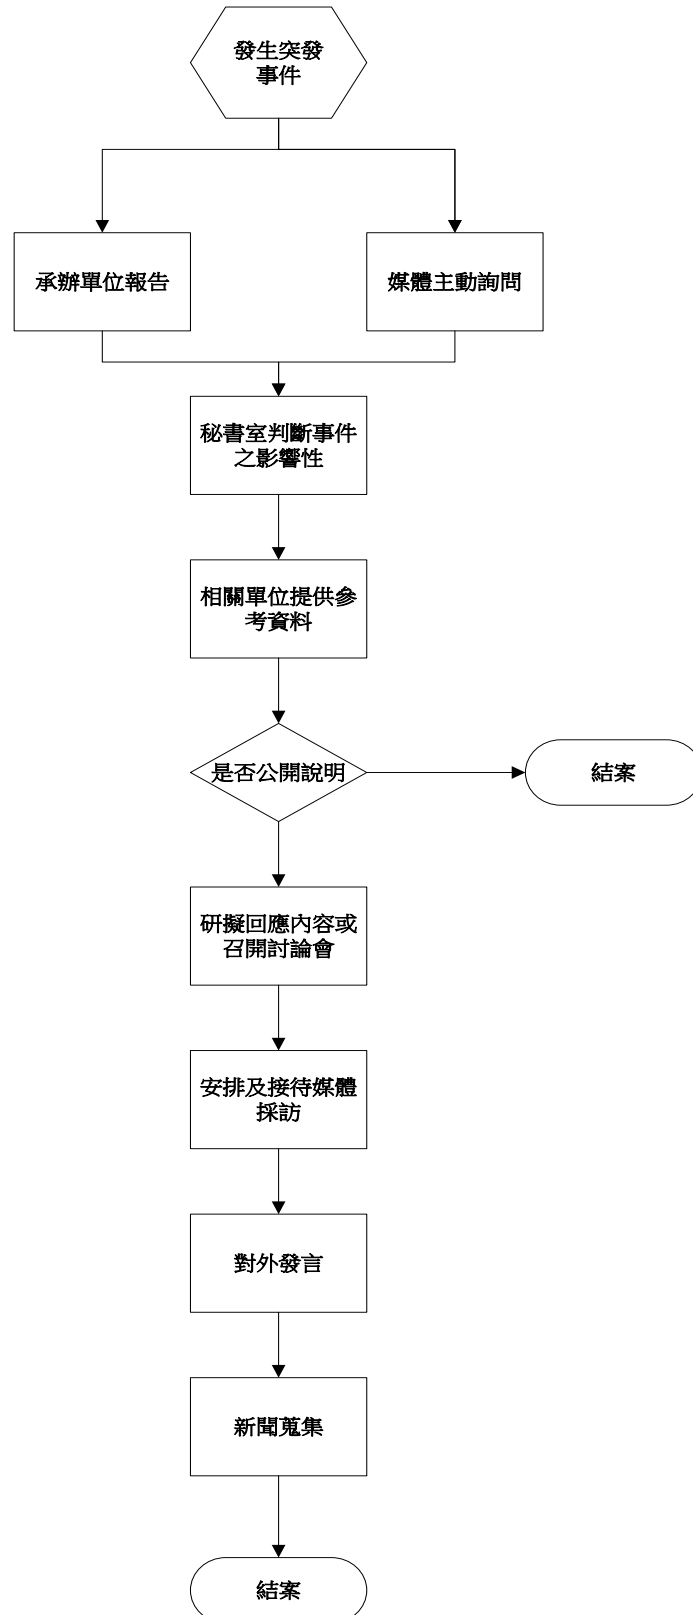 發生突發
事件
承辦單位報告
媒體主動詢問
秘書室判斷事件
之影響性
相關單位提供參
考資料
是否公開說明
結案
研擬回應內容或
召開討論會
安排及接待媒體
採訪
對外發言
新聞蒐集
結案